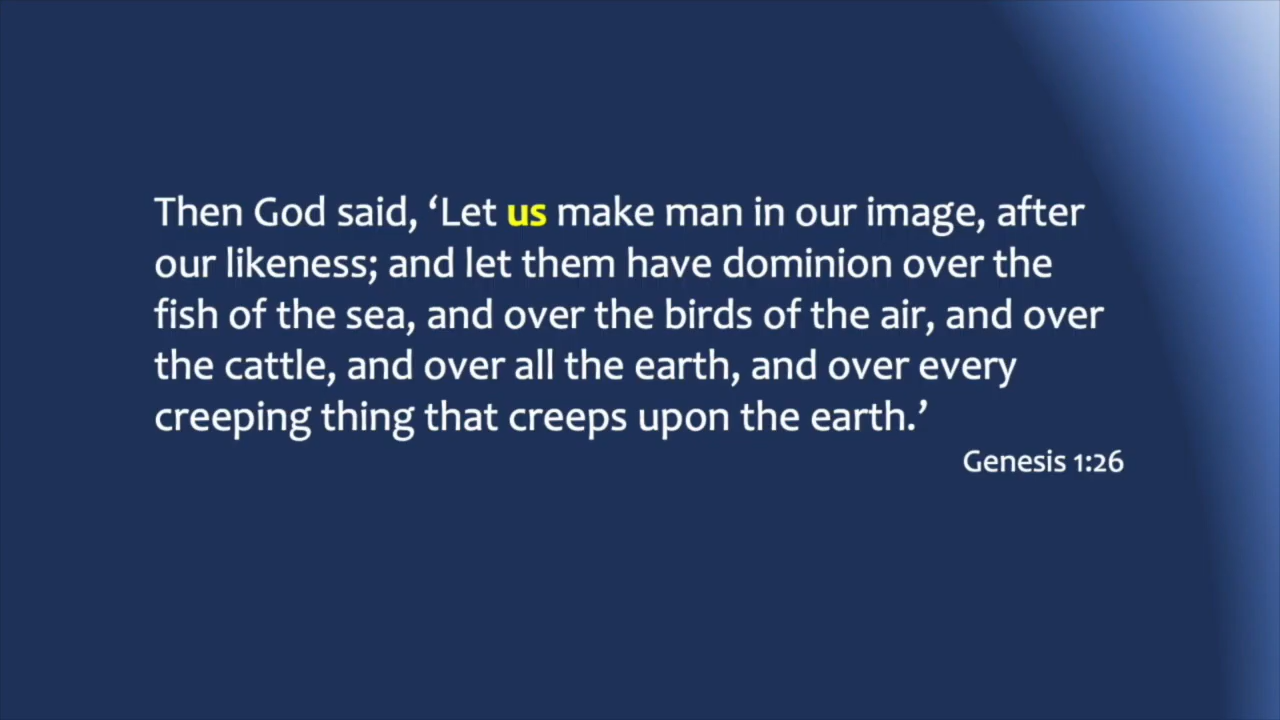 Then God said, ‘Let us make man in our image, after
our likeness; and let them have dominion over the
fish of the sea, and over the birds of the air, and over
the cattle, and over all the earth, and over every
creeping thing that creeps upon the earth.’
Genesis 1:26